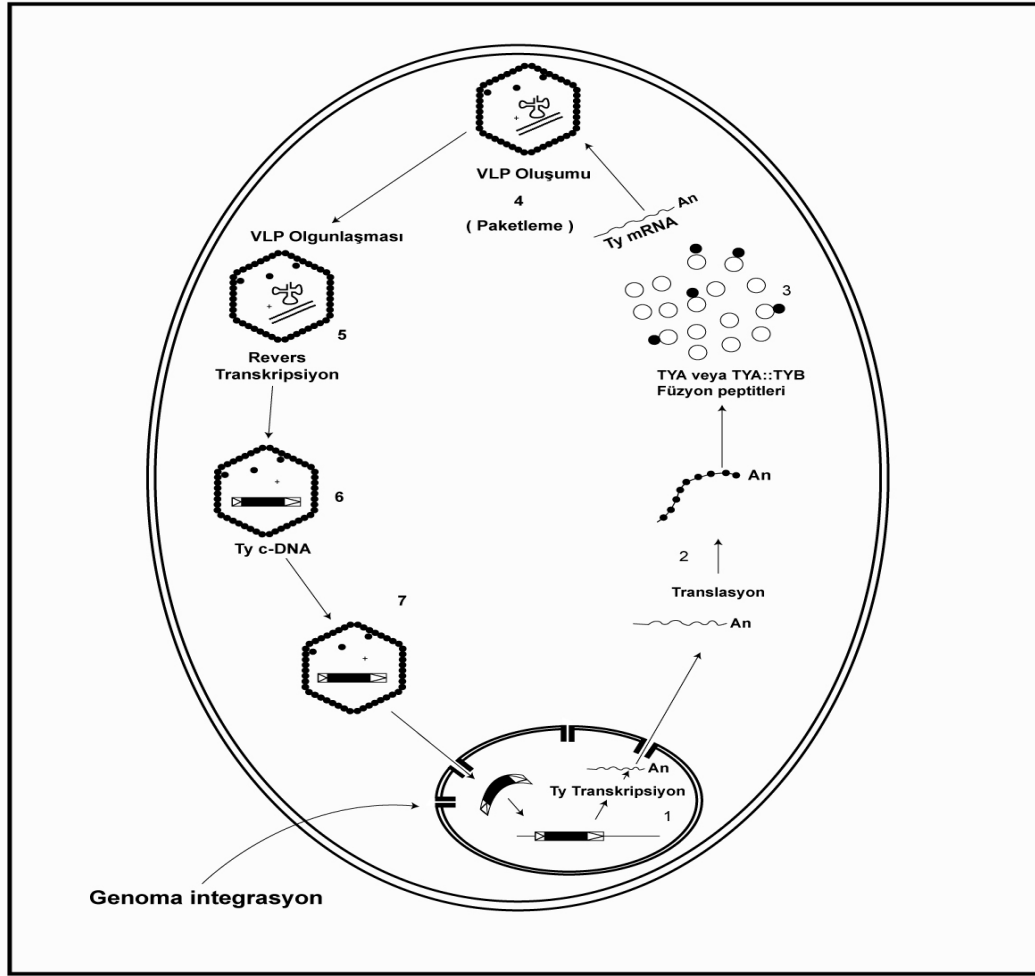 VLP Oluşumu
4
( Paketleme )
An
Ty mRNA
VLP Olgunlaşması
5
Revers
Transkripsiyon
3
TYA veya TYA::TYB
Füzyon peptitleri
An
6
Ty c-DNA
2
Translasyon
An
7
An
Ty Transkripsiyon
1
Genoma integrasyon